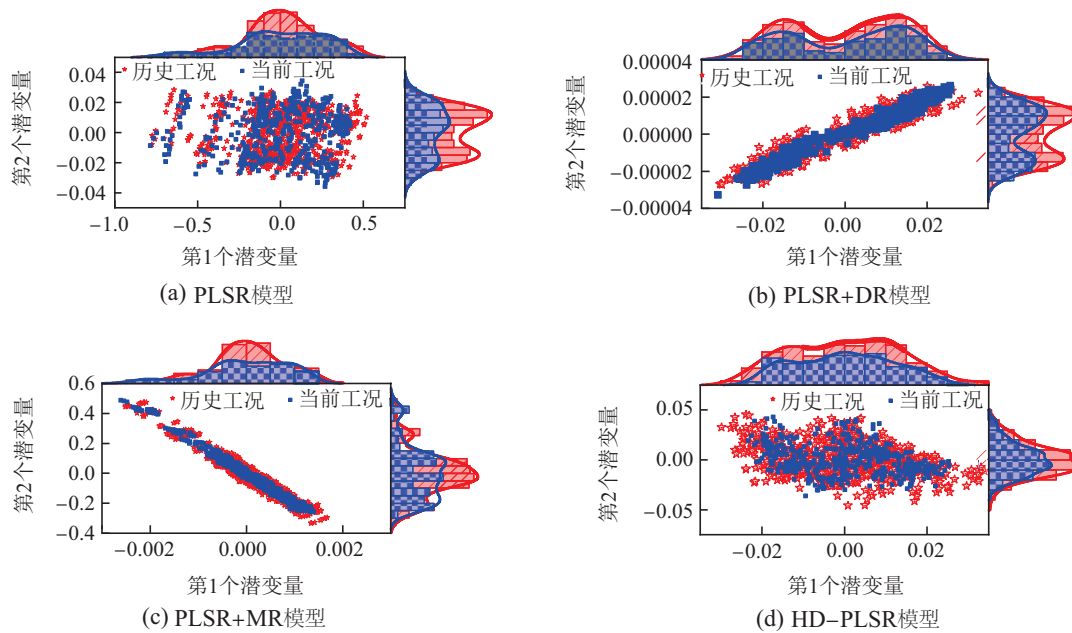 0.04
0.02
0.00
−0.02
−0.04
第2个潜变量
历史工况 当前工况
−1.0 −0.5 0.0 0.5
第1个潜变量
(a) PLSR模型
0.00004
0.00002
0.00000
−0.00002
−0.00004
第2个潜变量
历史工况 当前工况
−0.02 0.00 0.02
第1个潜变量
(b) PLSR+DR模型
0.6
0.4
0.2
0.0
−0.2
−0.4
第2个潜变量
历史工况 当前工况
−0.002 0.000 0.002
第1个潜变量
(c) PLSR+MR模型
0.05
0.00
−0.05
第2个潜变量
历史工况 当前工况
−0.02 0.00 0.02
第1个潜变量
(d) HD−PLSR模型